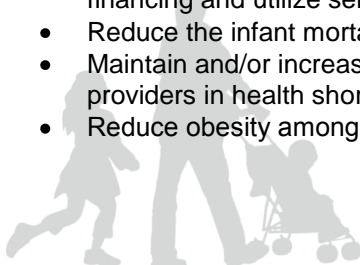 financing and utilize se
• Reduce the infant morta
• Maintain and/or increas
providers in health shor
• Reduce obesity among